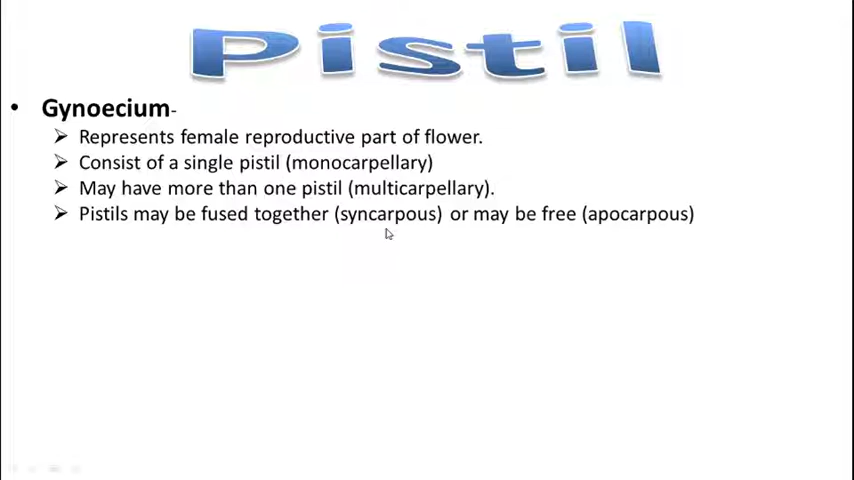 Pistil
• Gynoecium-
➢ Represents female reproductive part of flower.
➢ Consist of a single pistil (monocarpellary)
➢ May have more than one pistil (multicarpellary).
➢ Pistils may be fused together (syncarpous) or may be free (apocarpous)